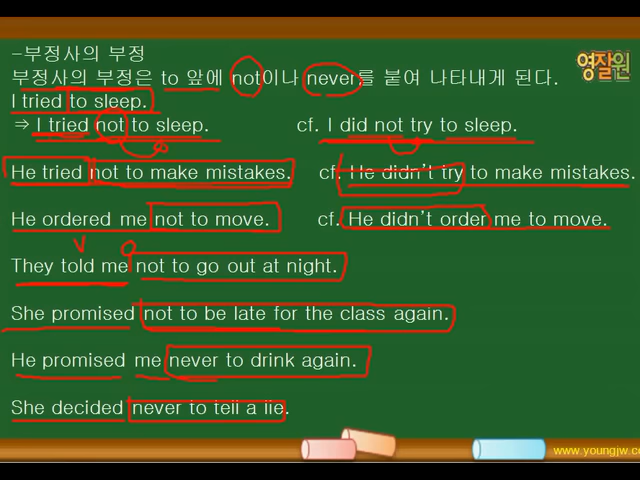 -부정사의 부정
부정사의 부정은 to 앞에 not이나 never를 붙여 나타내게 된다.
I tried to sleep.
⇒ I tried not to sleep. cf. I did not try to sleep.
He tried not to make mistakes. cf. He didn't try to make mistakes.
He ordered me not to move. cf. He didn't order me to move.
They told me not to go out at night.
She promised not to be late for the class again.
He promised me never to drink again.
She decided never to tell a lie.
영잘원
www.youngjw.co